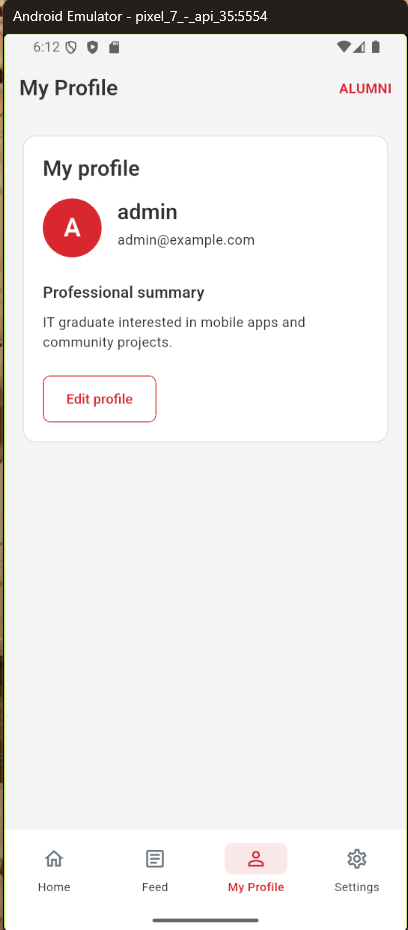 Android Emulator - pixel_7_-_api_35:5554
6:12
My Profile
ALUMNI
My profile
A
admin
admin@example.com
Professional summary
IT graduate interested in mobile apps and
community projects.
Edit profile
Home
Feed
My Profile
Settings